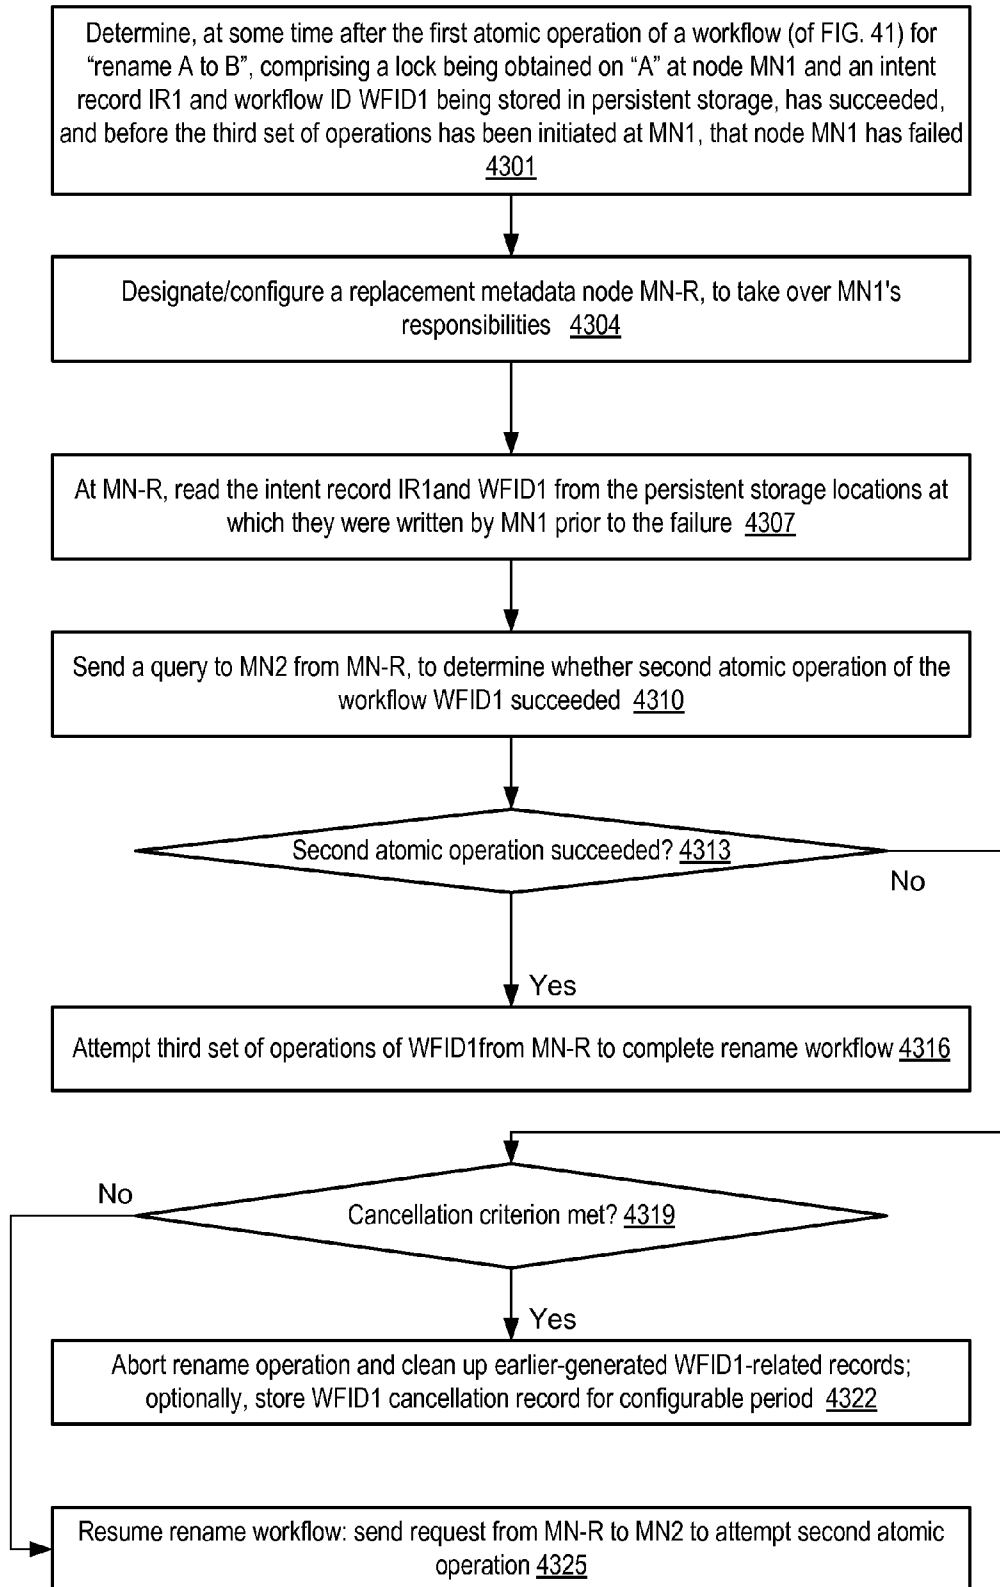 Determine, at some time after the first atomic operation of a workflow (of FIG. 41) for
“rename A to B”, comprising a lock being obtained on “A” at node MN1 and an intent
record IR1 and workflow ID WFID1 being stored in persistent storage, has succeeded,
and before the third set of operations has been initiated at MN1, that node MN1 has failed
4301
Designate/configure a replacement metadata node MN-R, to take over MN1's
responsibilities 4304
At MN-R, read the intent record IR1and WFID1 from the persistent storage locations at
which they were written by MN1 prior to the failure 4307
Send a query to MN2 from MN-R, to determine whether second atomic operation of the
workflow WFID1 succeeded 4310
Second atomic operation succeeded? 4313
No
Yes
Attempt third set of operations of WFID1from MN-R to complete rename workflow 4316
No
Cancellation criterion met? 4319
Yes
Abort rename operation and clean up earlier-generated WFID1-related records;
optionally, store WFID1 cancellation record for configurable period 4322
Resume rename workflow: send request from MN-R to MN2 to attempt second atomic
operation 4325